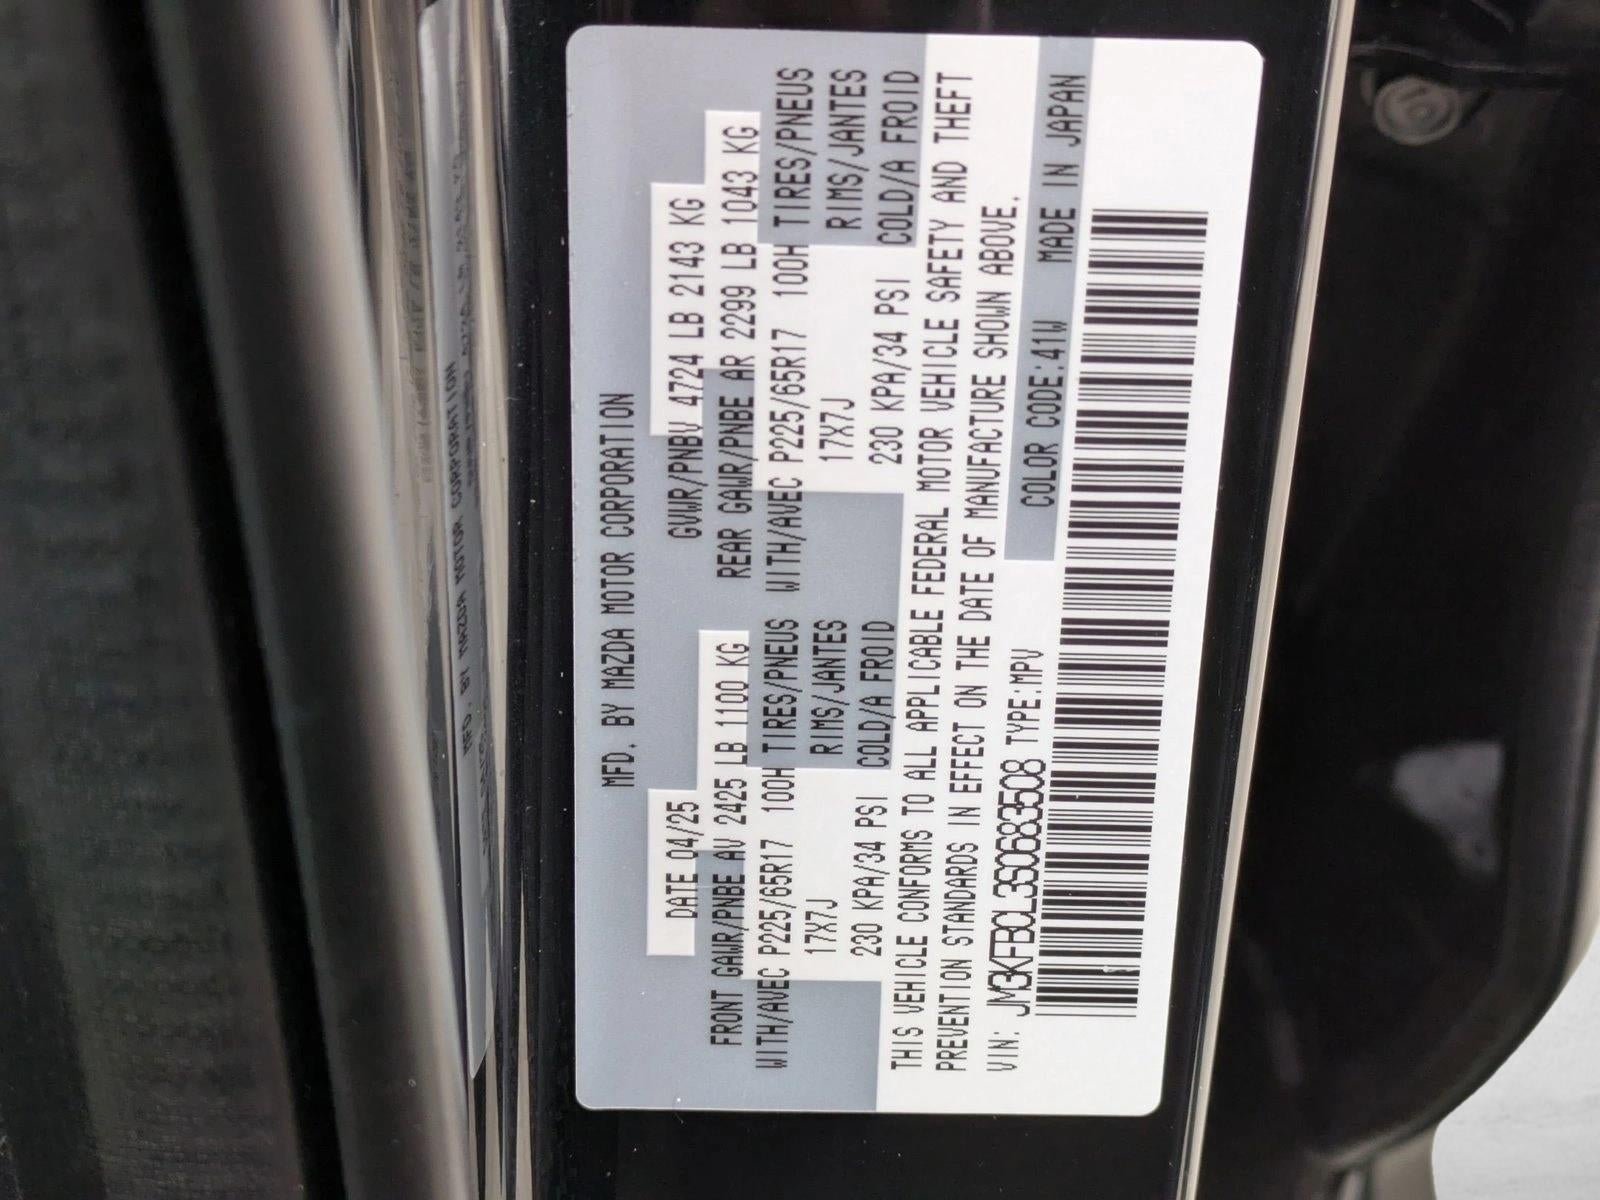 MFD. BY MAZDA MOTOR CORPORATION
DATE 04/25 GVWR/PNBV 4724 LB 2143 KG
FRONT GAWR/PNBE AV 2425 LB 1100 KG REAR GAWR/PNBE AR 2299 LB 1043 KG
WITH/AVEC P225/65R17 100H TIRES/PNEUS WITH/AVEC P225/65R17 100H TIRES/PNEUS
17X7J RIMS/JANTES 17X7J RIMS/JANTES
230 KPA/34 PSI COLD/A FROID 230 KPA/34 PSI COLD/A FROID
THIS VEHICLE CONFORMS TO ALL APPLICABLE FEDERAL MOTOR VEHICLE SAFETY AND THEFT
PREVENTION STANDARDS IN EFFECT ON THE DATE OF MANUFACTURE SHOWN ABOVE.
VIN: JM3KFBCL3S0683508 TYPE:MPV COLOR CODE:41W MADE IN JAPAN
MFD. BY MAZDA MOTOR CORPORATION